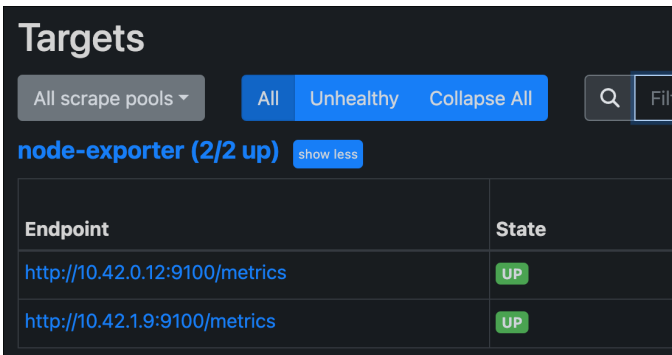 Targets
All scrape pools All Unhealthy Collapse All
node-exporter (2/2 up) show less
Endpoint State
http://10.42.0.12:9100/metrics UP
http://10.42.1.9:9100/metrics UP